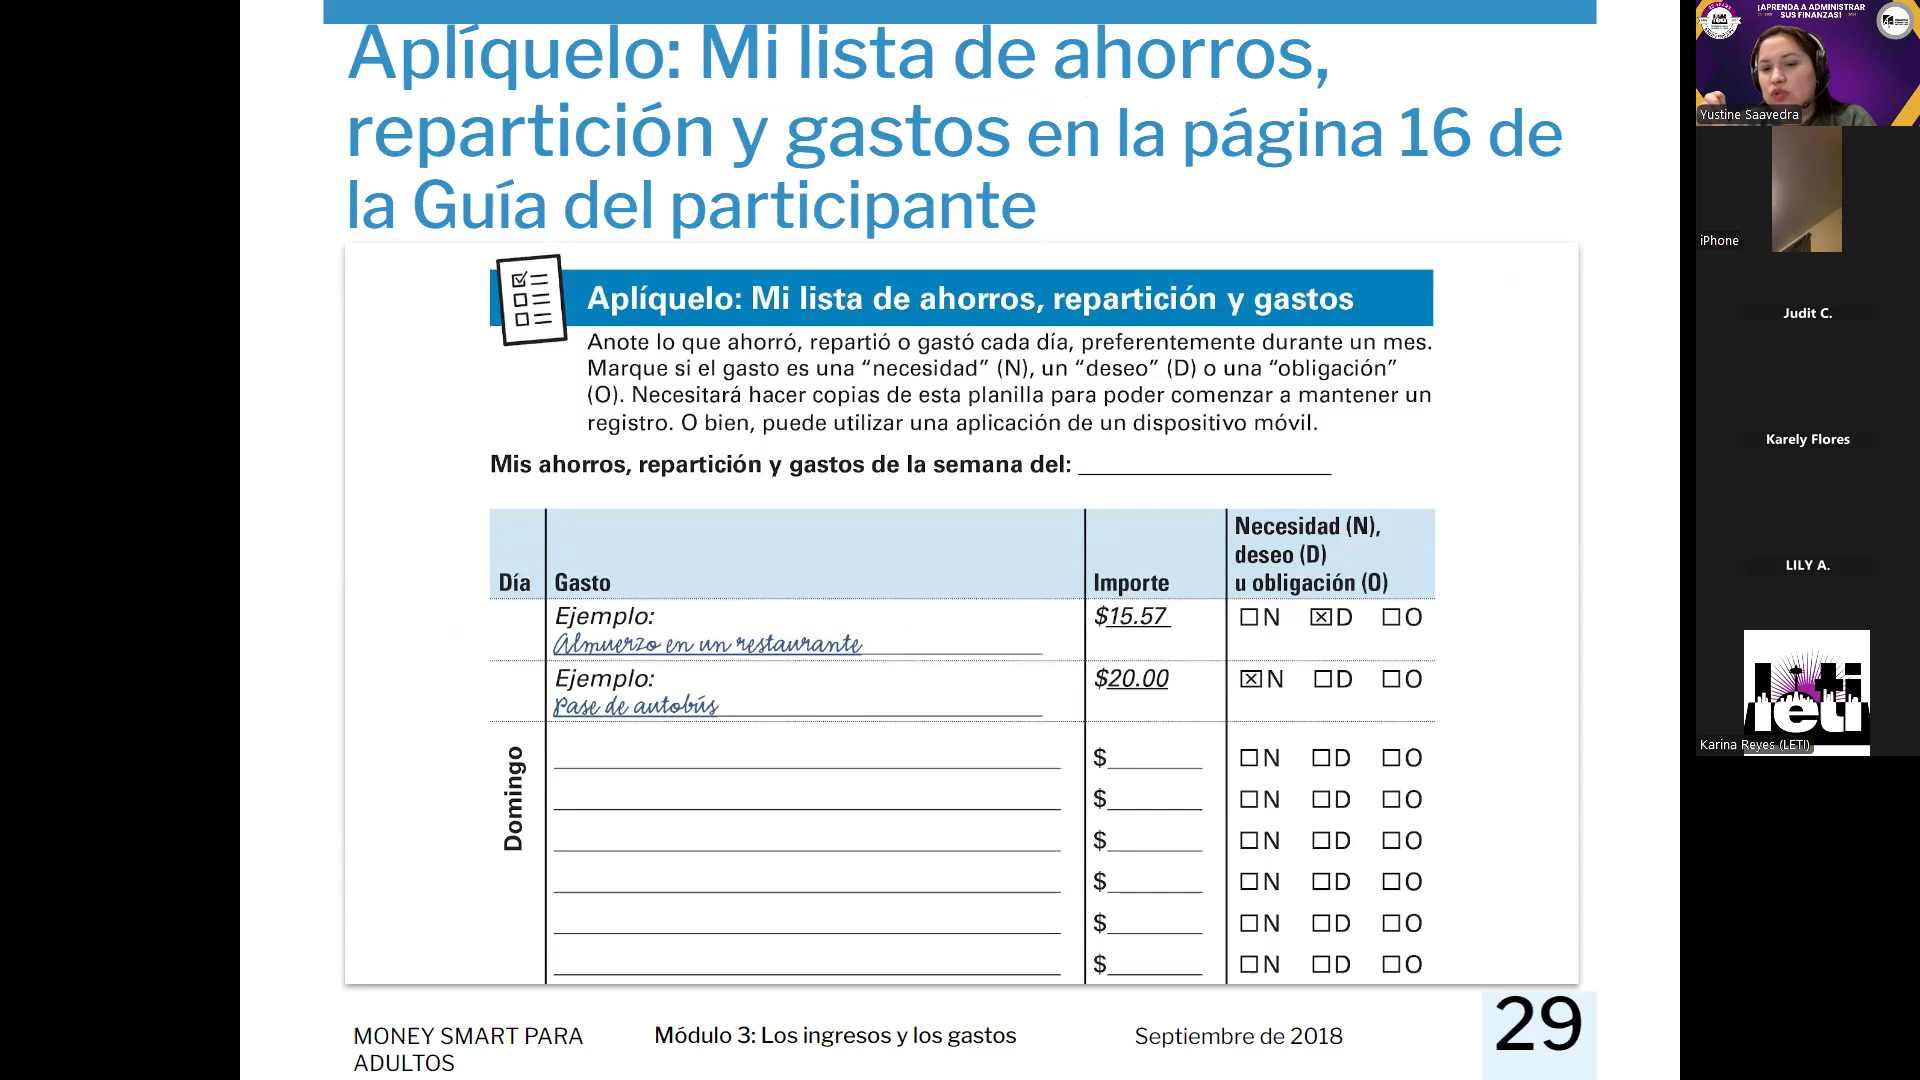 Aplíquelo: Mi lista de ahorros,
repartición y gastos en la página 16 de
la Guía del participante
Aplíquelo: Mi lista de ahorros, repartición y gastos
Anote lo que ahorró, repartió o gastó cada día, preferentemente durante un mes.
Marque si el gasto es una “necesidad” (N), un “deseo” (D) o una “obligación”
(O). Necesitará hacer copias de esta planilla para poder comenzar a mantener un
registro. O bien, puede utilizar una aplicación de un dispositivo móvil.
Mis ahorros, repartición y gastos de la semana del:
Necesidad (N),
deseo (D)
Día Gasto Importe u obligación (O)
Ejemplo: $15.57 N D O
Almuerzo en un restaurante
Ejemplo: $20.00 N D O
Pase de autobús
Domingo
$ N D O
$ N D O
$ N D O
$ N D O
$ N D O
$ N D O
MONEY SMART PARA
ADULTOS
Módulo 3: Los ingresos y los gastos
Septiembre de 2018
29
¡APRENDA A ADMINISTRAR
SUS FINANZAS!
Yustine Saavedra
iPhone
Judit C.
Karely Flores
LILY A.
leti
Karina Reyes (LETI)